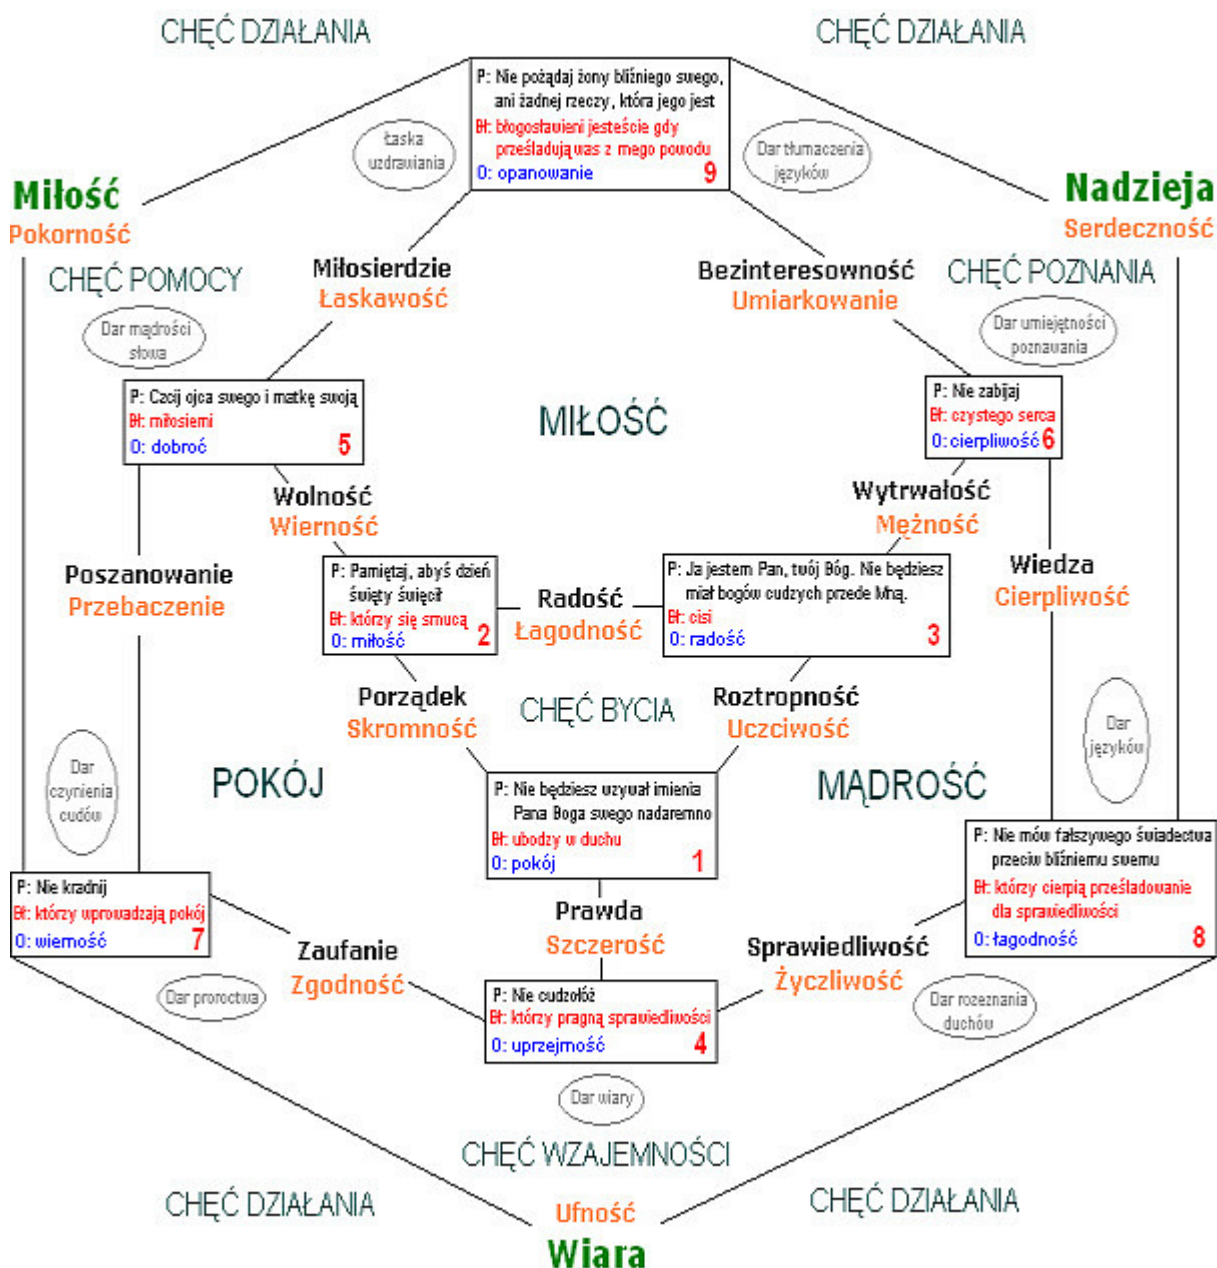 CHĘĆ DZIAŁANIA
CHĘĆ DZIAŁANIA
P: Nie pożądaj żony bliźniego swego,
ani żadnej rzeczy, która jego jest
Bł: błogosławieni jesteście gdy
prześladują was z mego powodu
O: opanowanie
9
Łaska
uzdrawiania
Dar tłumaczenia
języków
Miłość
Pokorność
Nadzieja
Serdeczność
CHĘĆ POMOCY
Miłosierdzie
Łaskawość
Bezinteresowność
Umiarkowanie
CHĘĆ POZNANIA
Dar mądrości
słowa
Dar umiejętności
poznawania
P: Czcij ojca swego i matkę swoją
Bł: miłosierni
O: dobroć
5
MIŁOŚĆ
P: Nie zabijaj
Bł: czystego serca
O: cierpliwość
6
Wolność
Wierność
Wytrwałość
Mężność
Poszanowanie
Przebaczenie
P: Pamiętaj, abyś dzień
święty święcił
Bł: którzy się smucą
O: miłość
2
Radość
Łagodność
P: Ja jestem Pan, twój Bóg. Nie będziesz
miał bogów cudzych przede Mną.
Bł: cisi
O: radość
3
Wiedza
Cierpliwość
Porządek
Skromność
CHĘĆ BYCIA
Roztropność
Uczciwość
Dar
czynienia
cudów
Dar
języków
POKÓJ
MĄDROŚĆ
P: Nie będziesz wzywał imienia
Pana Boga swego nadaremno
Bł: ubodzy w duchu
O: pokój
1
P: Nie kradnij
Bł: którzy wprowadzają pokój
O: wierność
7
P: Nie mów fałszywego świadectwa
przeciw bliźniemu swemu
Bł: którzy cierpią prześladowanie
dla sprawiedliwości
O: łagodność
8
Prawda
Szczerość
Zaufanie
Zgodność
Sprawiedliwość
Życzliwość
Dar proroctwa
P: Nie cudzołóż
Bł: którzy pragną sprawiedliwości
O: uprzejmość
4
Dar rozeznania
duchów
Dar wiary
CHĘĆ WZAJEMNOŚCI
CHĘĆ DZIAŁANIA
CHĘĆ DZIAŁANIA
Ufność
Wiara